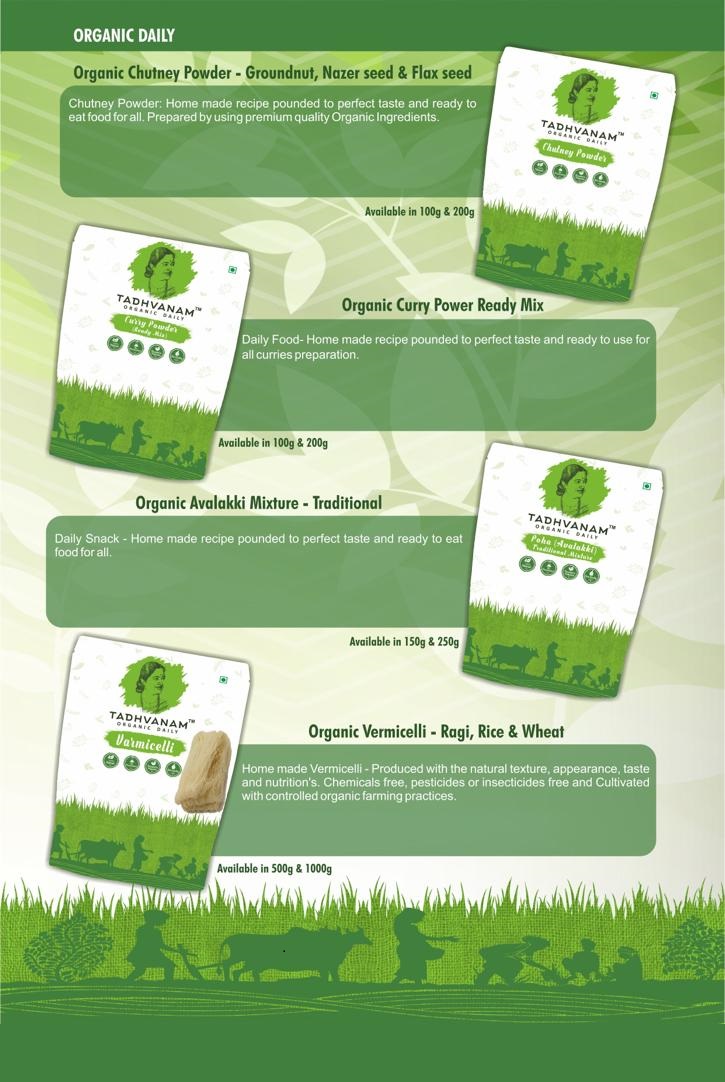 ORGANIC DAILY
Organic Chutney Powder - Groundnut, Nazer seed & Flax seed
Chutney Powder: Home made recipe pounded to perfect taste and ready to
eat food for all. Prepared by using premium quality Organic Ingredients.
TADHVANAM™
ORGANIC DAILY
Chutney Powder
Available in 100g & 200g
TADHVANAM™
ORGANIC DAILY
Curry Powder
(Ready Mix)
Organic Curry Power Ready Mix
Daily Food- Home made recipe pounded to perfect taste and ready to use for
all curries preparation.
Available in 100g & 200g
Organic Avalakki Mixture - Traditional
Daily Snack - Home made recipe pounded to perfect taste and ready to eat
food for all.
TADHVANAM™
ORGANIC DAILY
Poha (Avalakki)
Traditional Mixture
Available in 150g & 250g
TADHVANAM™
ORGANIC DAILY
Varmicelli
Organic Vermicelli - Ragi, Rice & Wheat
Home made Vermicelli - Produced with the natural texture, appearance, taste
and nutrition's. Chemicals free, pesticides or insecticides free and Cultivated
with controlled organic farming practices.
Available in 500g & 1000g